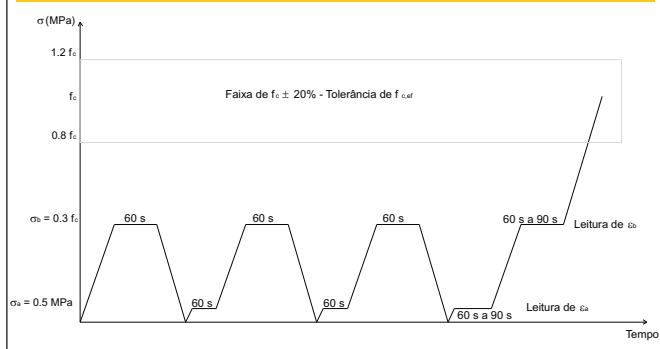 σ(MPa)
1.2 fc
fc
Faixa de fc ± 20% - Tolerância de f c,ef
0.8 fc
σb = 0.3 fc
60 s
60 s
60 s
60 s a 90 s
Leitura de εb
σa = 0.5 MPa
60 s
60 s
60 s a 90 s
Leitura de εa
Tempo